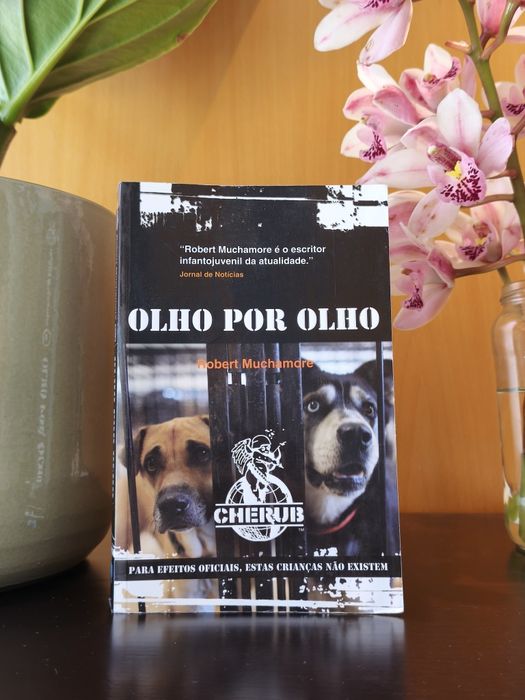 “Robert Muchamore é o escritor
infantojuvenil da atualidade.”
Jornal de Notícias
OLHO POR OLHO
Robert Muchamore
CHERUB
TM
PARA EFEITOS OFICIAIS, ESTAS CRIANÇAS NÃO EXISTEM